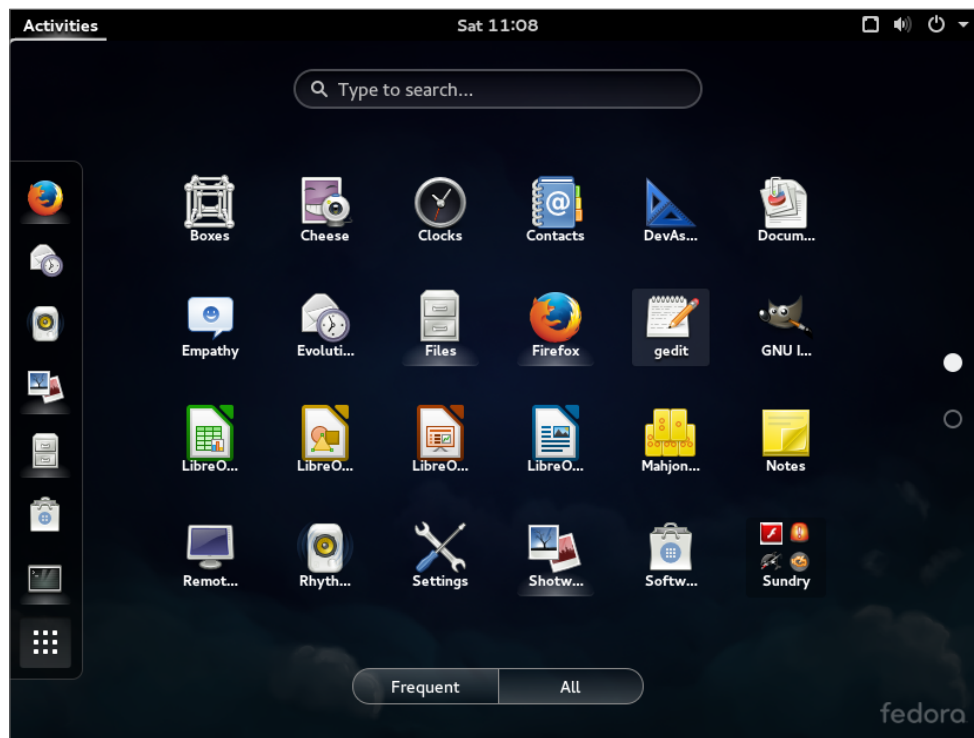 Activities
Sat 11:08
Type to search...
Boxes
Cheese
Clocks
Contacts
DevAs...
Docum...
Empathy
Evoluti...
Files
Firefox
gedit
GNU I...
LibreO...
LibreO...
LibreO...
LibreO...
Mahjon...
Notes
Remot...
Rhyth...
Settings
Shotw...
Softw...
Sundry
Frequent
All
fedora